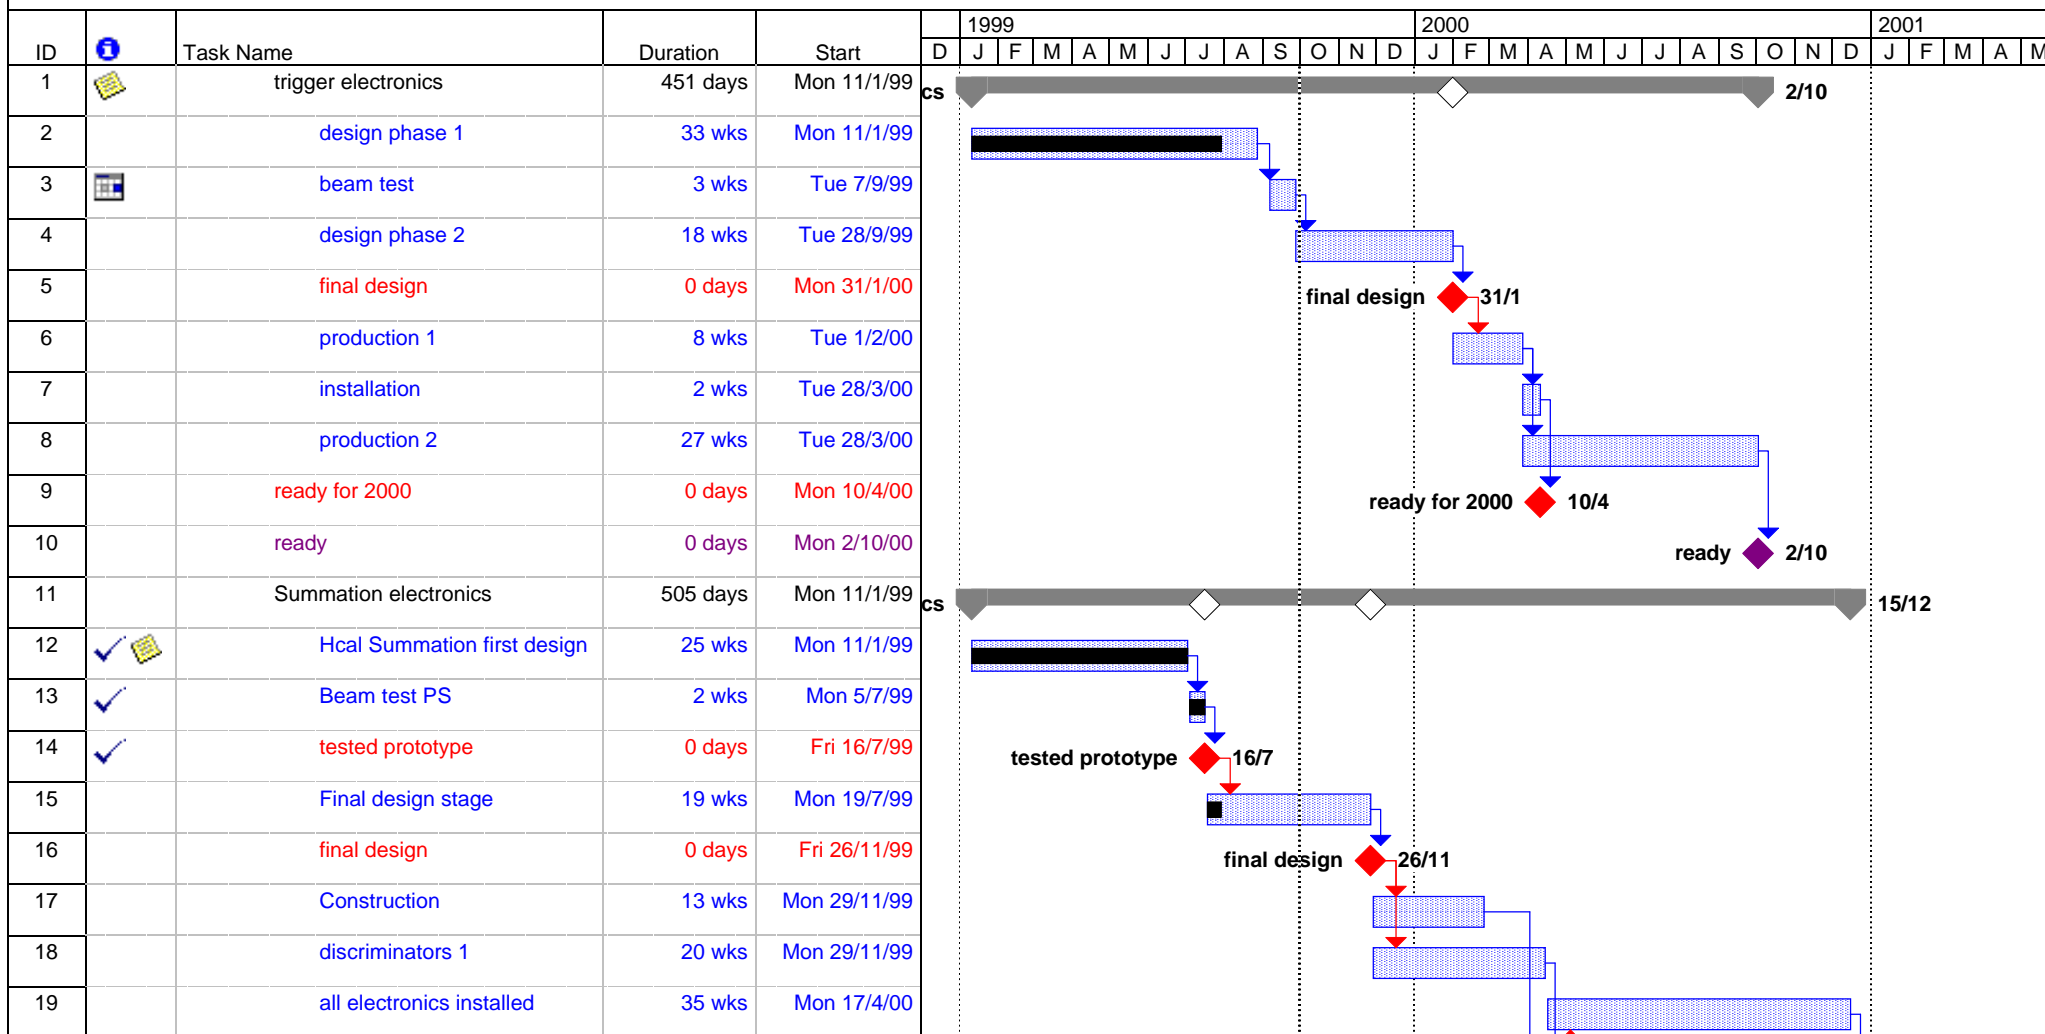 1999 2000 2001
ID Task Name Duration Start D J F M A M J J A S O N D J F M A M J J A S O N D J F M A M
1 trigger electronics 451 days Mon 11/1/99 cs 2/10
2 design phase 1 33 wks Mon 11/1/99
3 beam test 3 wks Tue 7/9/99
4 design phase 2 18 wks Tue 28/9/99
5 final design 0 days Mon 31/1/00 final design 31/1
6 production 1 8 wks Tue 1/2/00
7 installation 2 wks Tue 28/3/00
8 production 2 27 wks Tue 28/3/00
9 ready for 2000 0 days Mon 10/4/00 ready for 2000 10/4
10 ready 0 days Mon 2/10/00 ready 2/10
11 Summation electronics 505 days Mon 11/1/99 cs 15/12
12 Hcal Summation first design 25 wks Mon 11/1/99
13 Beam test PS 2 wks Mon 5/7/99
14 tested prototype 0 days Fri 16/7/99 tested prototype 16/7
15 Final design stage 19 wks Mon 19/7/99
16 final design 0 days Fri 26/11/99 final design 26/11
17 Construction 13 wks Mon 29/11/99
18 discriminators 1 20 wks Mon 29/11/99
19 all electronics installed 35 wks Mon 17/4/00